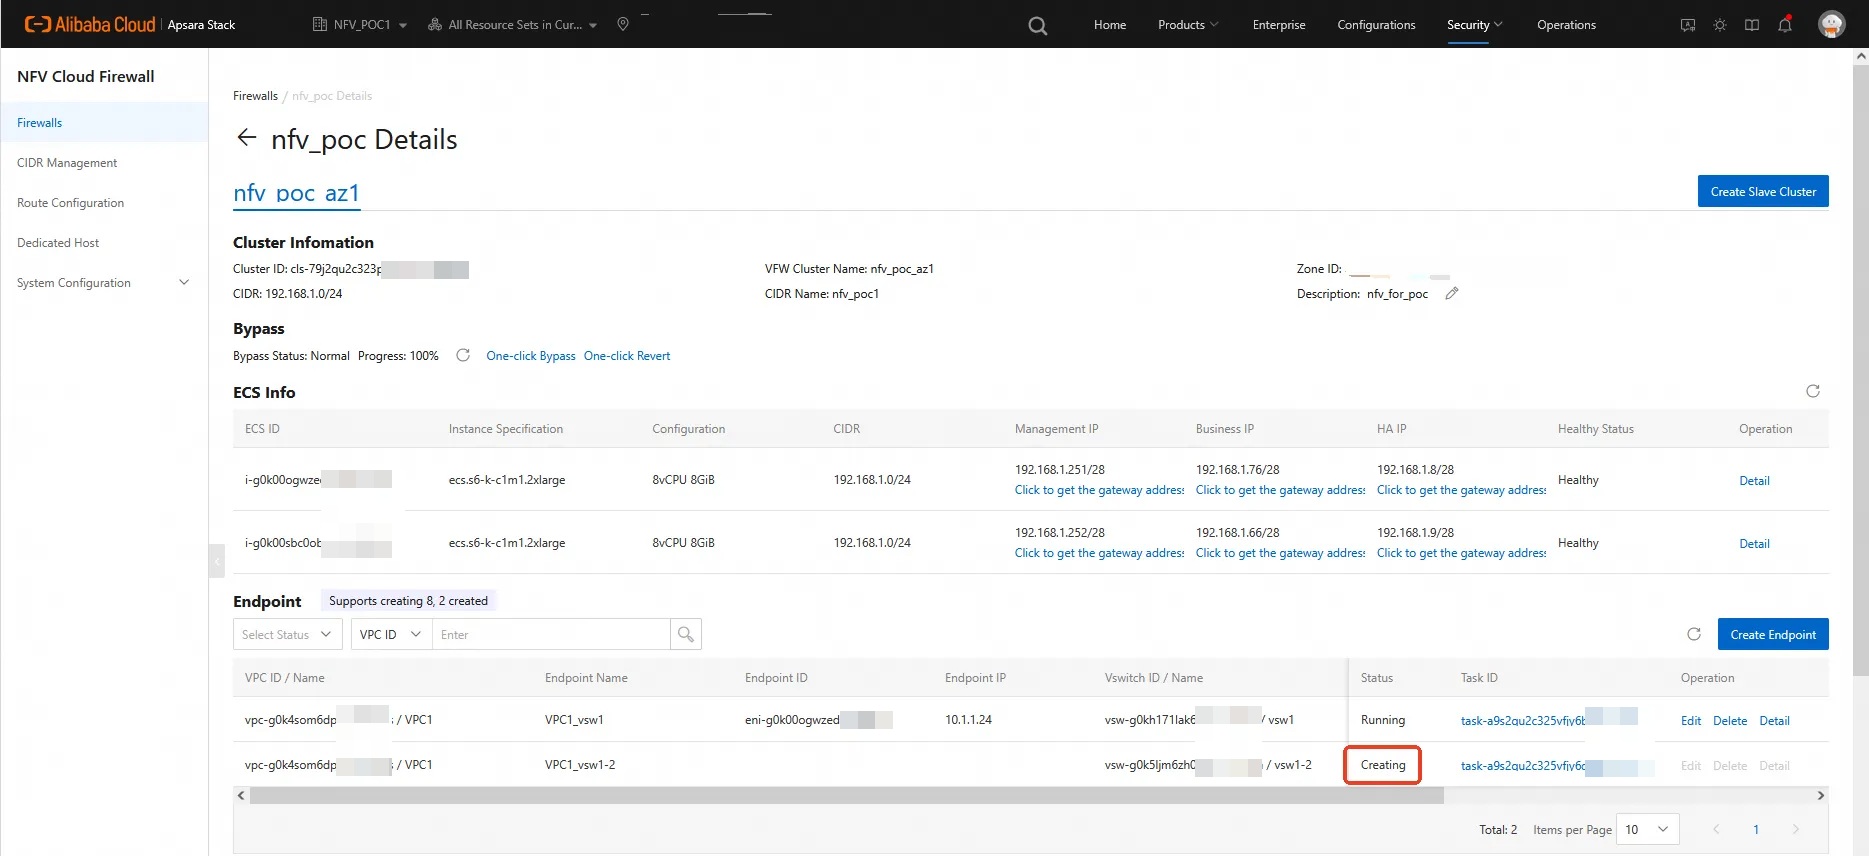 Alibaba Cloud | Apsara Stack NFV_POC1 All Resource Sets in Cur... Home Products Enterprise Configurations Security Operations
NFV Cloud Firewall
Firewalls
CIDR Management
Route Configuration
Dedicated Host
System Configuration
Firewalls / nfv_poc Details
nfv_poc Details
nfv_poc_az1 Create Slave Cluster
Cluster Infomation
Cluster ID: cls-79j2qu2c323p VFW Cluster Name: nfv_poc_az1 Zone ID:
CIDR: 192.168.1.0/24 CIDR Name: nfv_poc1 Description: nfv_for_poc
Bypass
Bypass Status: Normal Progress: 100% One-click Bypass One-click Revert
ECS Info
ECS ID Instance Specification Configuration CIDR Management IP Business IP HA IP Healthy Status Operation
i-g0k00ogwze ecs.s6-k-c1m1.2xlarge 8vCPU 8GiB 192.168.1.0/24 192.168.1.251/28 192.168.1.76/28 192.168.1.8/28 Healthy Detail
Click to get the gateway address Click to get the gateway address Click to get the gateway address
i-g0k00sbc0ob ecs.s6-k-c1m1.2xlarge 8vCPU 8GiB 192.168.1.0/24 192.168.1.252/28 192.168.1.66/28 192.168.1.9/28 Healthy Detail
Click to get the gateway address Click to get the gateway address Click to get the gateway address
Endpoint Supports creating 8, 2 created
Select Status VPC ID Enter Create Endpoint
VPC ID / Name Endpoint Name Endpoint ID Endpoint IP Vswitch ID / Name Status Task ID Operation
vpc-g0k4som6dp / VPC1 VPC1_vsw1 eni-g0k00ogwzed 10.1.1.24 vsw-g0kh171lak6 / vsw1 Running task-a9s2qu2c325vfjy6 Edit Delete Detail
vpc-g0k4som6dp / VPC1 VPC1_vsw1-2 vsw-g0k5ljm6zh0 / vsw1-2 Creating task-a9s2qu2c325vfjy6 Edit Delete Detail
Total: 2 Items per Page 10 1